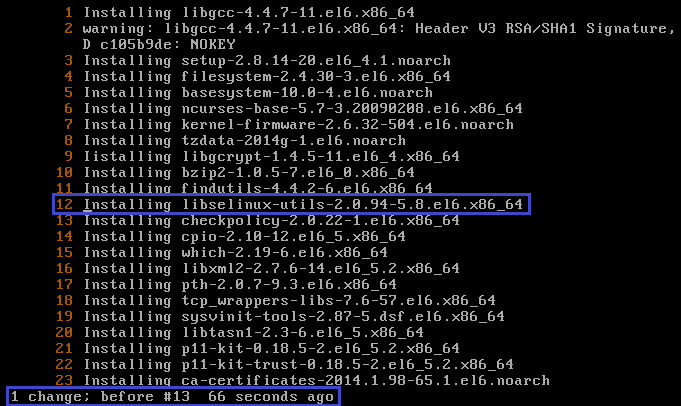 1 Installing libgcc-4.4.7-11.el6.x86_64
2 warning: libgcc-4.4.7-11.el6.x86_64: Header V3 RSA/SHA1 Signature,
D c105b9de: NOKEY
3 Installing setup-2.8.14-20.el6_4.1.noarch
4 Installing filesystem-2.4.30-3.el6.x86_64
5 Installing basesystem-10.0-4.el6.noarch
6 Installing ncurses-base-5.7-3.20090208.el6.x86_64
7 Installing kernel-firmware-2.6.32-504.el6.noarch
8 Installing tzdata-2014g-1.el6.noarch
9 Iistalling libgcrypt-1.4.5-11.el6_4.x86_64
10 Installing bzip2-1.0.5-7.el6_0.x86_64
11 Installing findutils-4.4.2-6.el6.x86_64
12 Installing libselinux-utils-2.0.94-5.8.el6.x86_64
13 Installing checkpolicy-2.0.22-1.el6.x86_64
14 Installing cpio-2.10-12.el6_5.x86_64
15 Installing which-2.19-6.el6.x86_64
16 Installing libxml2-2.7.6-14.el6_5.2.x86_64
17 Installing pth-2.0.7-9.3.el6.x86_64
18 Installing tcp_wrappers-libs-7.6-57.el6.x86_64
19 Installing sysvinit-tools-2.87-5.dsf.el6.x86_64
20 Installing libtasn1-2.3-6.el6_5.x86_64
21 Installing p11-kit-0.18.5-2.el6_5.2.x86_64
22 Installing p11-kit-trust-0.18.5-2.el6_5.2.x86_64
23 Installing ca-certificates-2014.1.98-65.1.el6.noarch
1 change; before #13  66 seconds ago